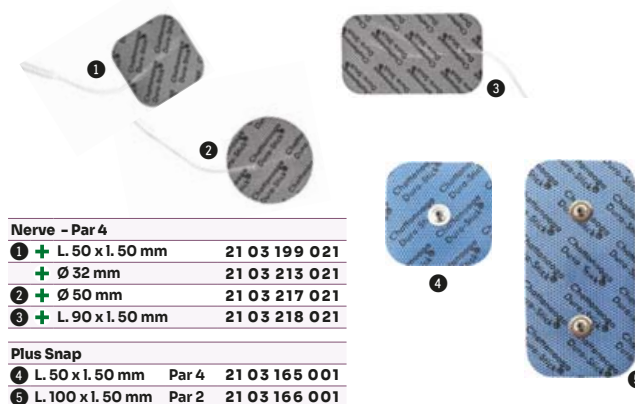 1
2
3
4
Nerve - Par 4
1 + L. 50 x l. 50 mm 21 03 199 021
+ Ø 32 mm 21 03 213 021
2 + Ø 50 mm 21 03 217 021
3 + L. 90 x l. 50 mm 21 03 218 021
Plus Snap
4 L. 50 x l. 50 mm Par 4 21 03 165 001
5 L. 100 x l. 50 mm Par 2 21 03 166 001
Chattanooga
Dura-Stick